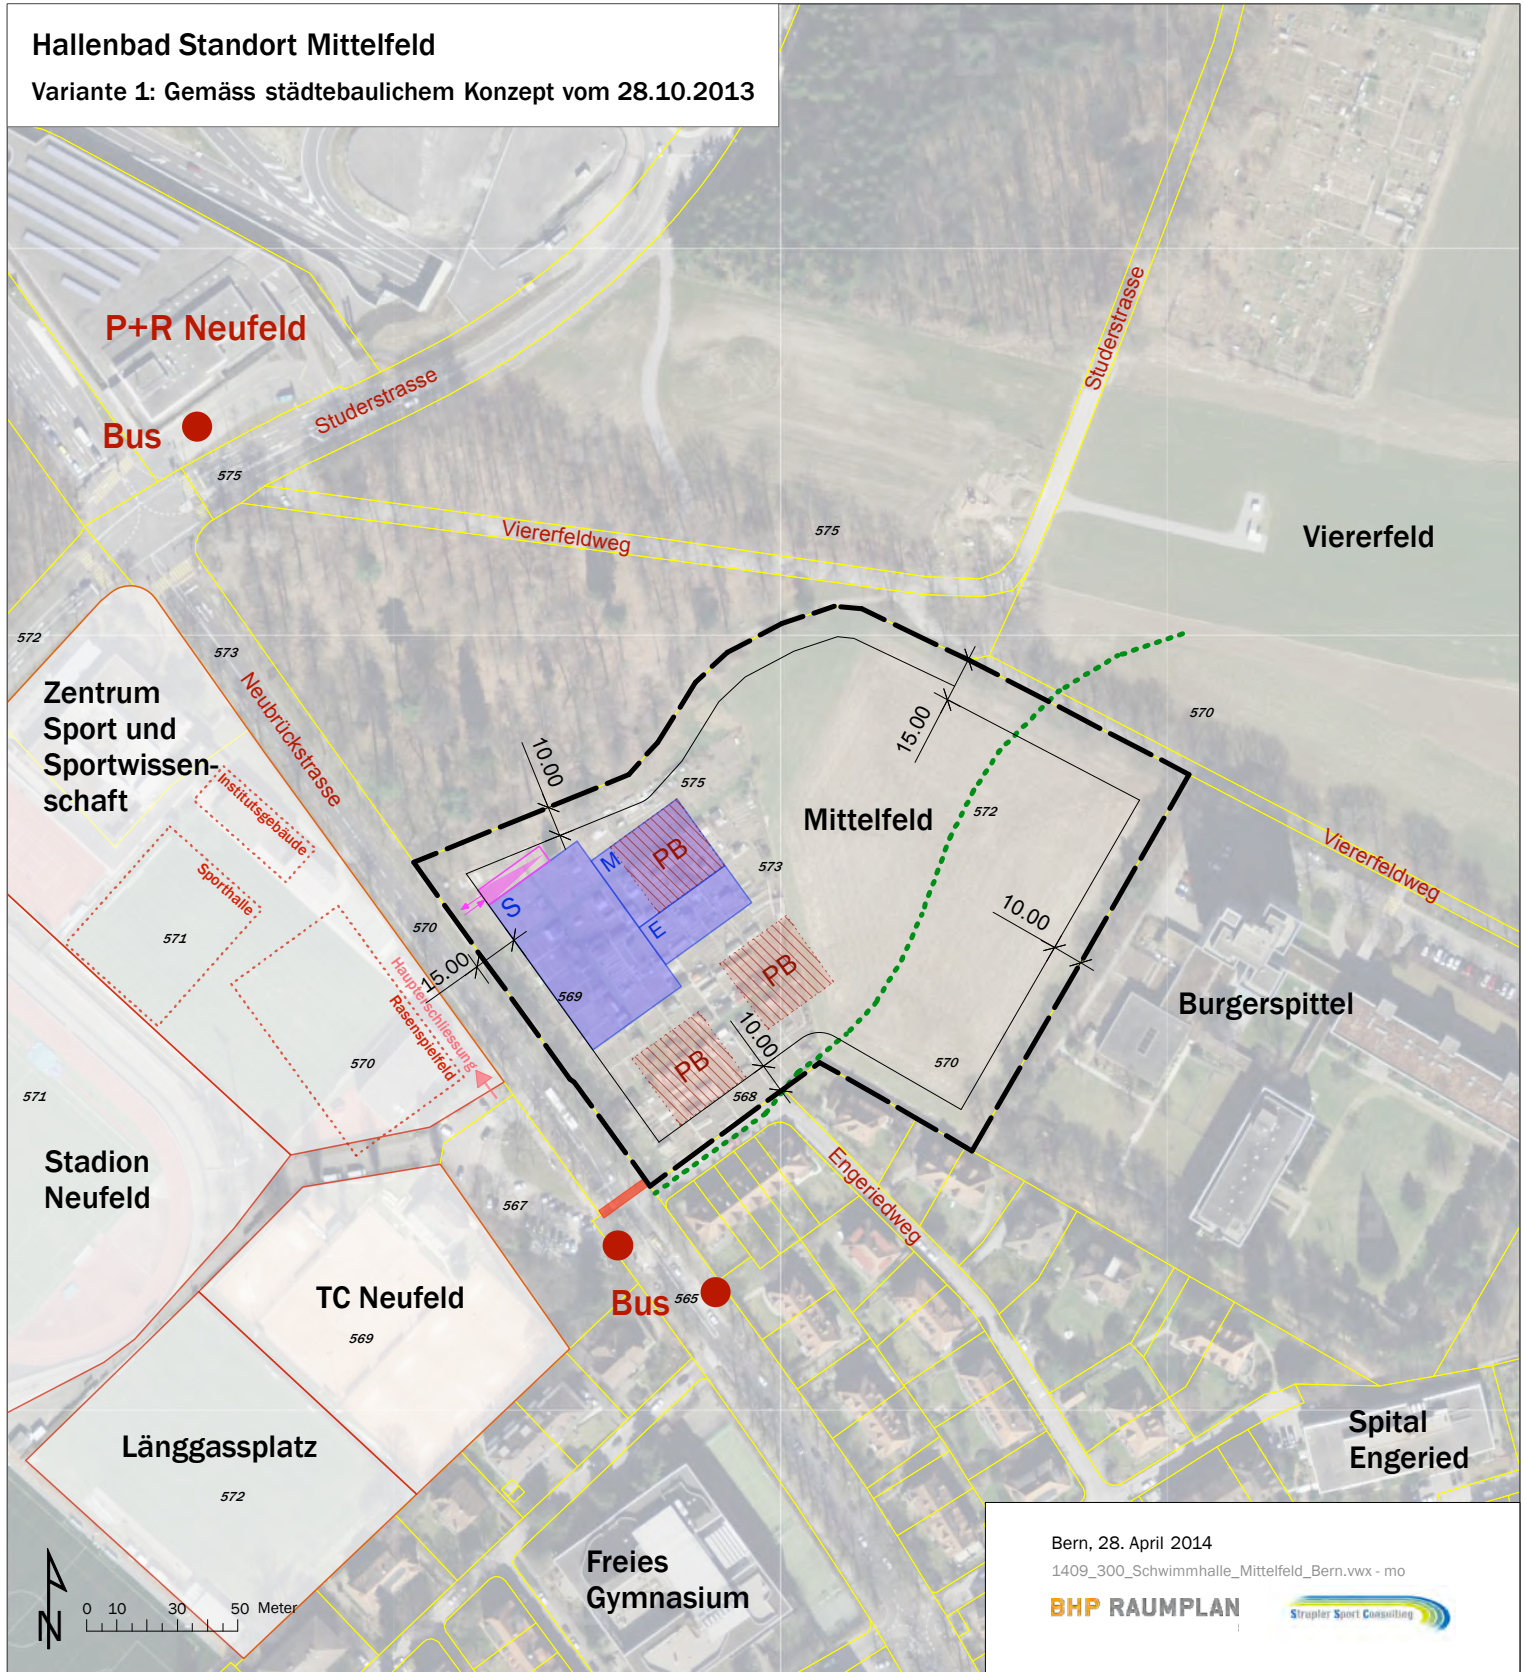 Hallenbad Standort Mittelfeld
Variante 1: Gemäss städtebaulichem Konzept vom 28.10.2013
P+R Neufeld
Bus
Studerstrasse
Studerstrasse
575
Viererfeldweg
575
Viererfeld
572
573
Neubrückstrasse
Zentrum
Sport und
Sportwissen-
schaft
Institutsgebäude
Sporthalle
571
570
Haupterschliessung
Rasenspielfeld
570
15.00
10.00
575
15.00
570
Mittelfeld
572
573
Viererfeldweg
10.00
M
PB
S
E
569
PB
PB
10.00
568
570
Burgerspittel
571
Stadion
Neufeld
567
Engeriedweg
TC Neufeld
569
Bus
565
Länggassplatz
572
Spital
Engeried
Freies
Gymnasium
N
0 10 30 50 Meter
Bern, 28. April 2014
1409_300_Schwimmhalle_Mittelfeld_Bern.vwx - mo
BHP RAUMPLAN
Strupler Sport Consulting